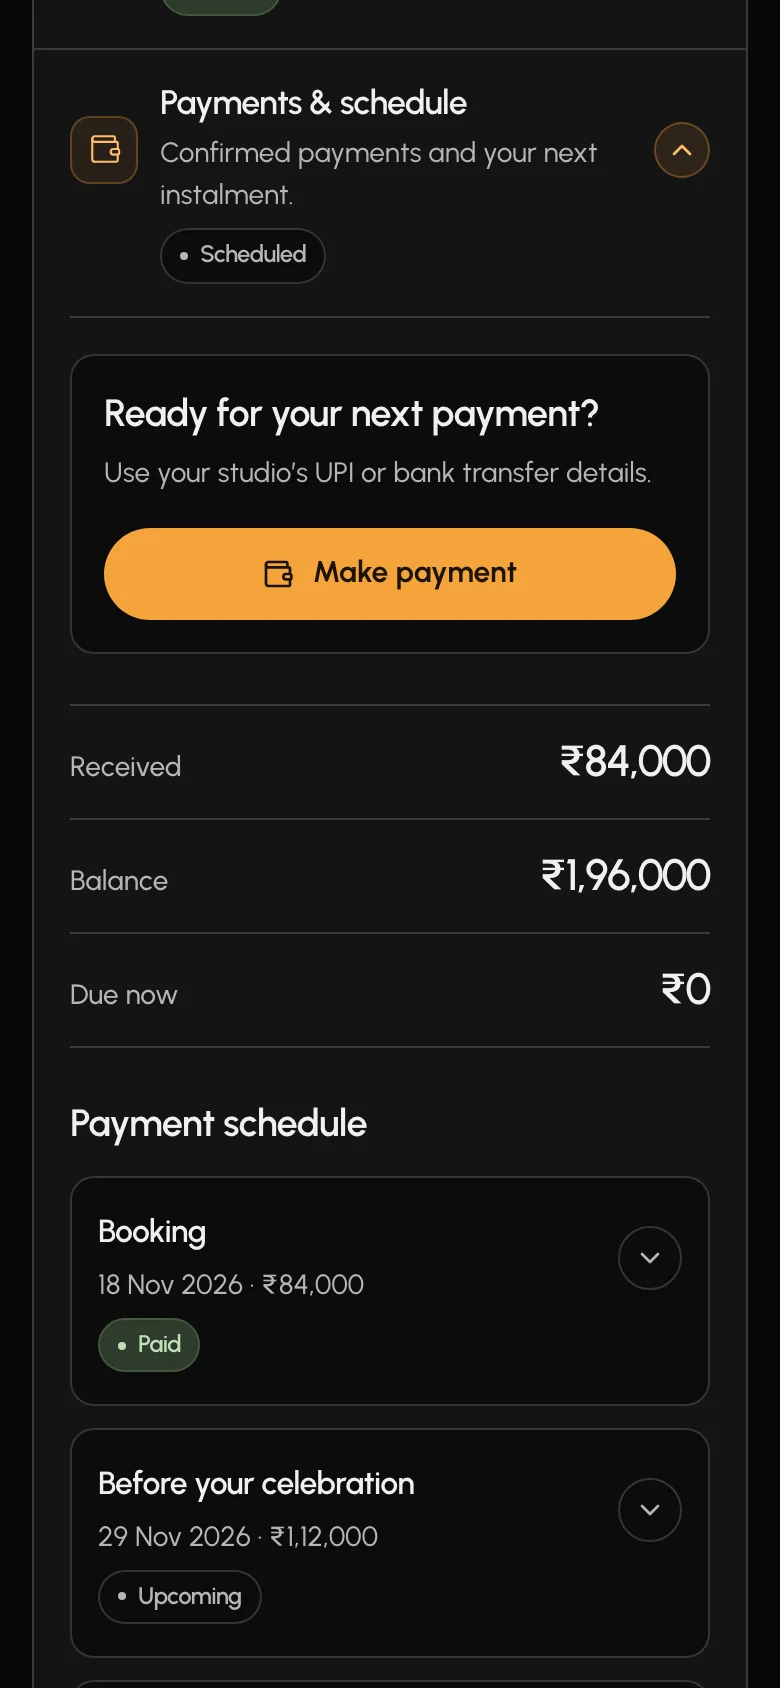 Payments & schedule
Confirmed payments and your next
instalment.
Scheduled
Ready for your next payment?
Use your studio’s UPI or bank transfer details.
Make payment
Received
₹84,000
Balance
₹1,96,000
Due now
₹0
Payment schedule
Booking
18 Nov 2026 · ₹84,000
Paid
Before your celebration
29 Nov 2026 · ₹1,12,000
Upcoming